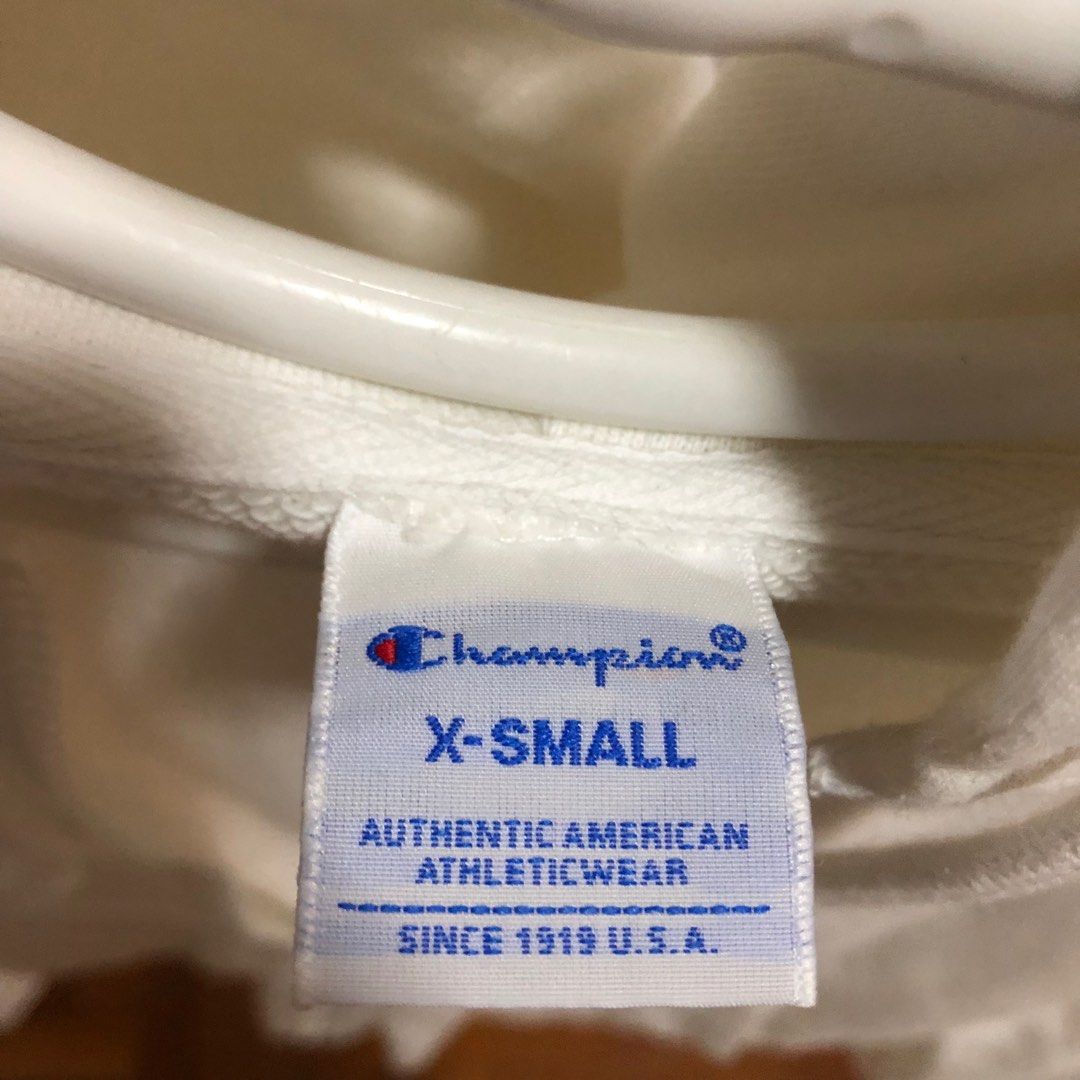 Champion®
X-SMALL
AUTHENTIC AMERICAN
ATHLETICWEAR
SINCE 1919 U.S.A.